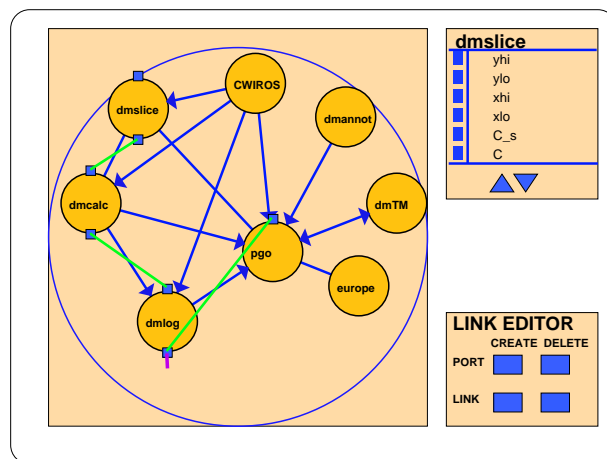 dmslice
CWIROS
dmannot
dmcalc
dmTM
pgo
europe
dmlog
dmslice
yhi
ylo
xhi
xlo
C_s
C
LINK EDITOR
CREATE DELETE
PORT
LINK